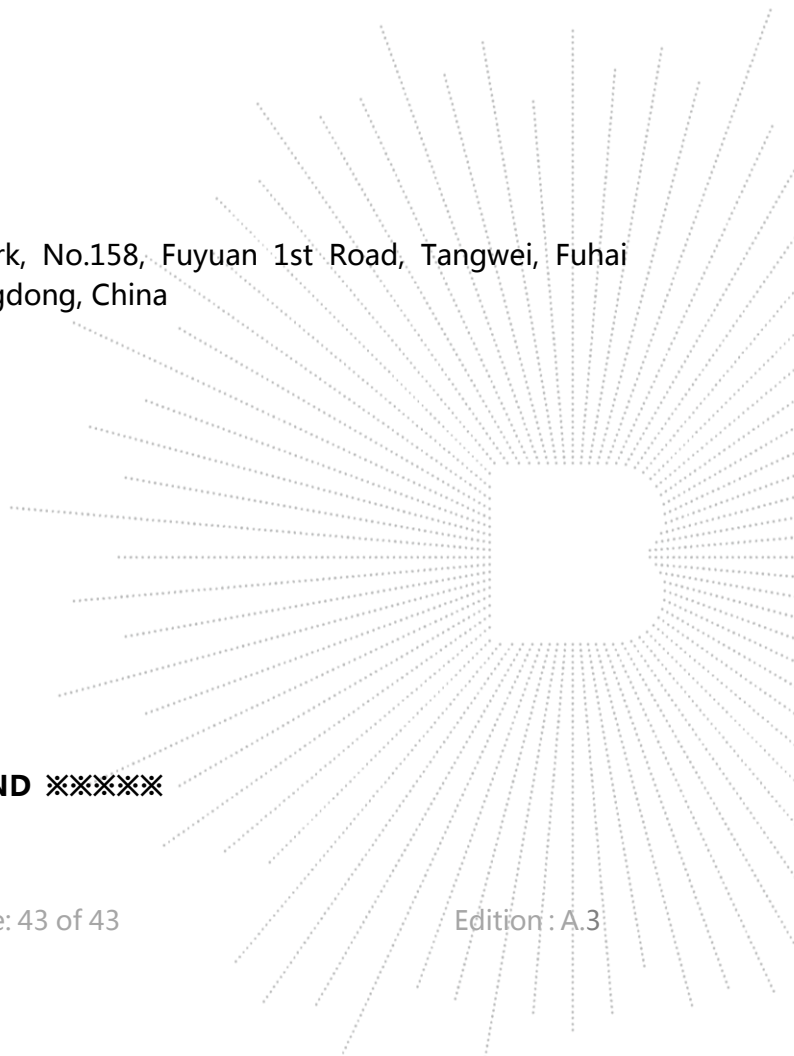 rk, No.158, Fuyuan 1st Road, Tangwei, Fuhai
gdong, China
ND ※※※※※
e: 43 of 43 Edition : A.3